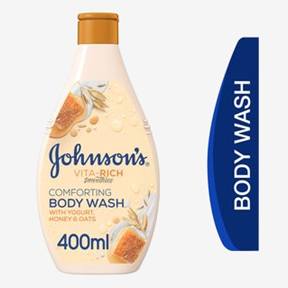 Johnson's
VITA-RICH
Smoothies
COMFORTING
BODY WASH
WITH YOGURT,
HONEY & OATS
400ml
BODY WASH